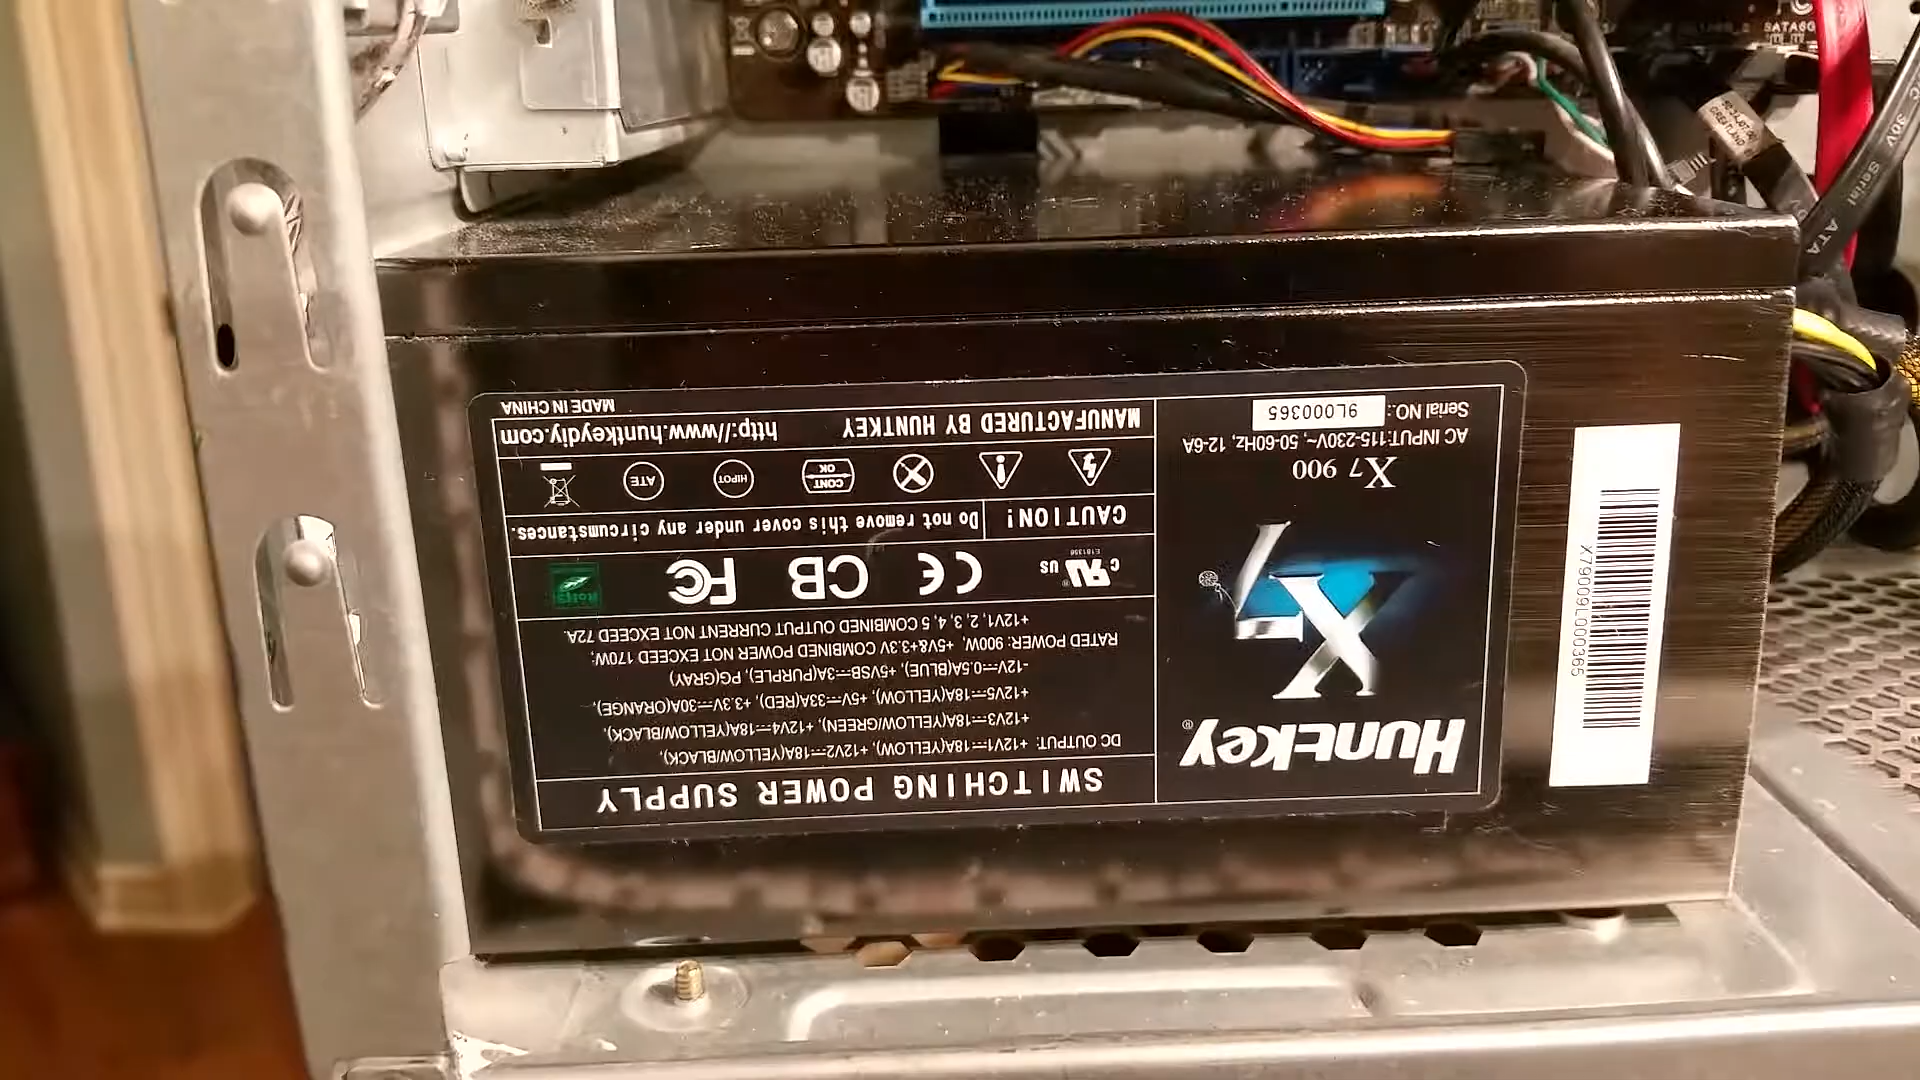 SWITCHING POWER SUPPLY
DC OUTPUT: +12V1⎓18A(YELLOW), +12V2⎓18A(YELLOW/BLACK),
+12V3⎓18A(YELLOW/GREEN), +12V4⎓18A(YELLOW/BLACK),
+12V5⎓18A(YELLOW), +5V⎓33A(RED), +3.3V⎓30A(ORANGE),
-12V⎓0.5A(BLUE), +5VSB⎓3A(PURPLE), PG(GRAY)
RATED POWER: 900W, +5V&+3.3V COMBINED POWER NOT EXCEED 170W;
+12V1, 2, 3, 4, 5 COMBINED OUTPUT CURRENT NOT EXCEED 72A.
c RU US
E181356
CE
CB
FC
RoHS
CAUTION! Do not remove this cover under any circumstances.
CONT OK
HIPOT
ATE
MANUFACTURED BY HUNTKEY http://www.huntkeydiy.com
MADE IN CHINA
Huntkey®
X7
X7 900
AC INPUT:115-230V~, 50-60Hz, 12-6A
Serial NO.: 9L000365
X79009L000365
SATA6G
Serial ATA
30V
GREATLAND